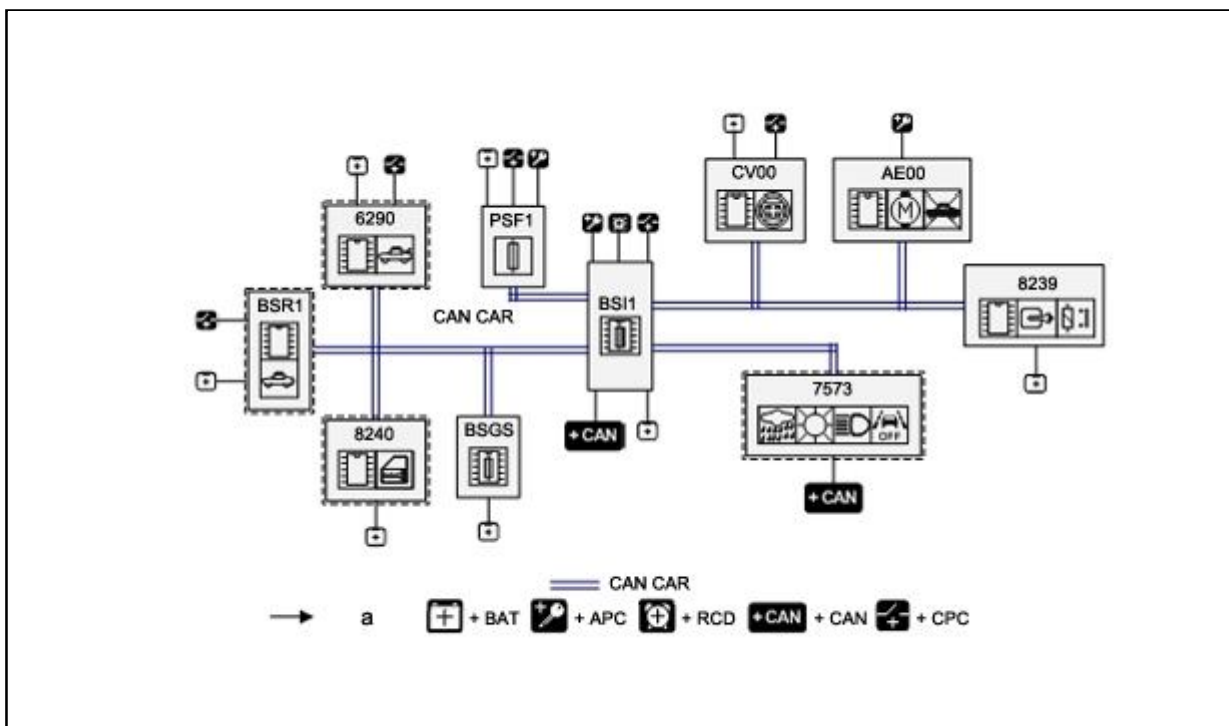 CV00
AE00
6290
PSF1
8239
BSR1
BSI1
CAN CAR
7573
OFF
8240
BSGS
+ CAN
+ CAN
CAN CAR
a + BAT + APC + RCD +CAN + CAN + CPC